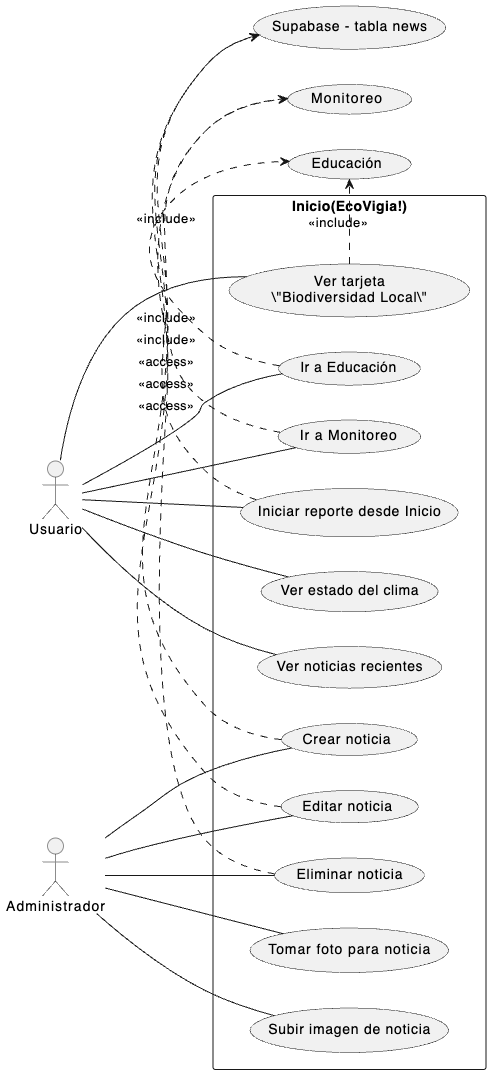 Supabase - tabla news
Monitoreo
Educación
Inicio(EcoVigia!)
«include»
«include»
Ver tarjeta
\"Biodiversidad Local\"
«include»
«include»
«access»
«access»
«access»
Ir a Educación
Ir a Monitoreo
Iniciar reporte desde Inicio
Usuario
Ver estado del clima
Ver noticias recientes
Crear noticia
Editar noticia
Eliminar noticia
Administrador
Tomar foto para noticia
Subir imagen de noticia